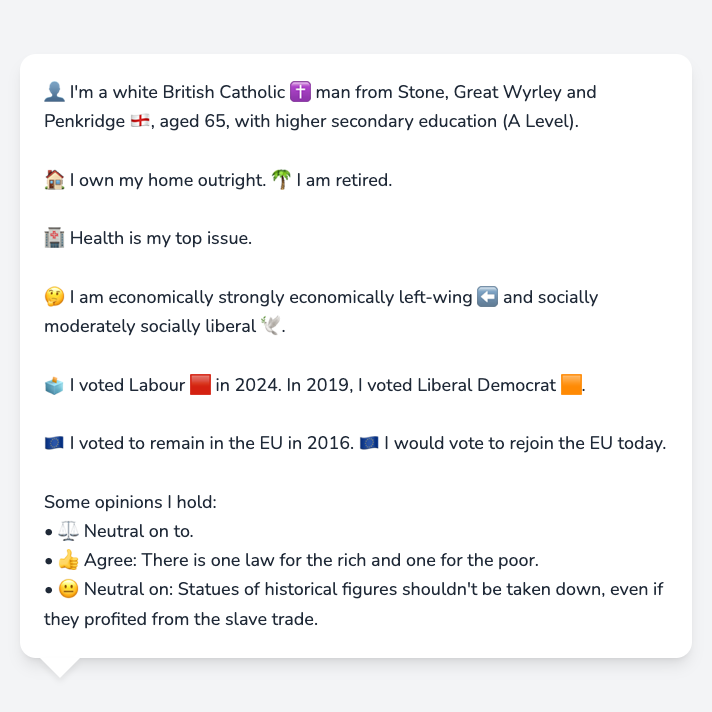 👤 I'm a white British Catholic ✝️ man from Stone, Great Wyrley and
Penkridge 🏴󠁧󠁢󠁥󠁮󠁧󠁿, aged 65, with higher secondary education (A Level).
🏠 I own my home outright. 🌴 I am retired.
🏥 Health is my top issue.
🤔 I am economically strongly economically left-wing ⬅️ and socially
moderately socially liberal 🕊️.
🗳️ I voted Labour 🟥 in 2024. In 2019, I voted Liberal Democrat 🟧.
🇪🇺 I voted to remain in the EU in 2016. 🇪🇺 I would vote to rejoin the EU today.
Some opinions I hold:
• ⚖️ Neutral on to.
• 👍 Agree: There is one law for the rich and one for the poor.
• 😐 Neutral on: Statues of historical figures shouldn't be taken down, even if
they profited from the slave trade.